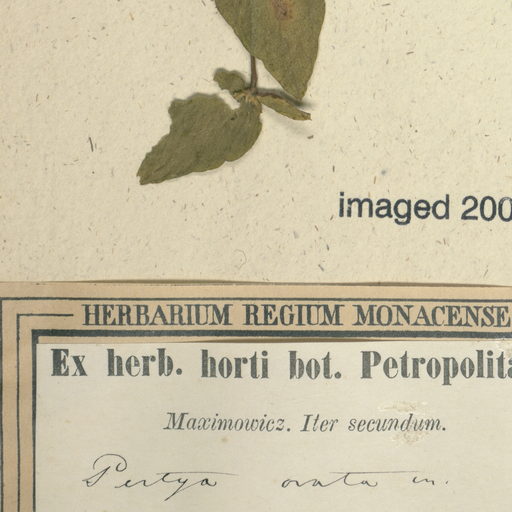 imaged 200
HERBARIUM REGIUM MONACENSE
Ex herb. horti bot. Petropolita
Maximowicz. Iter secundum.
Pertya ovata m.